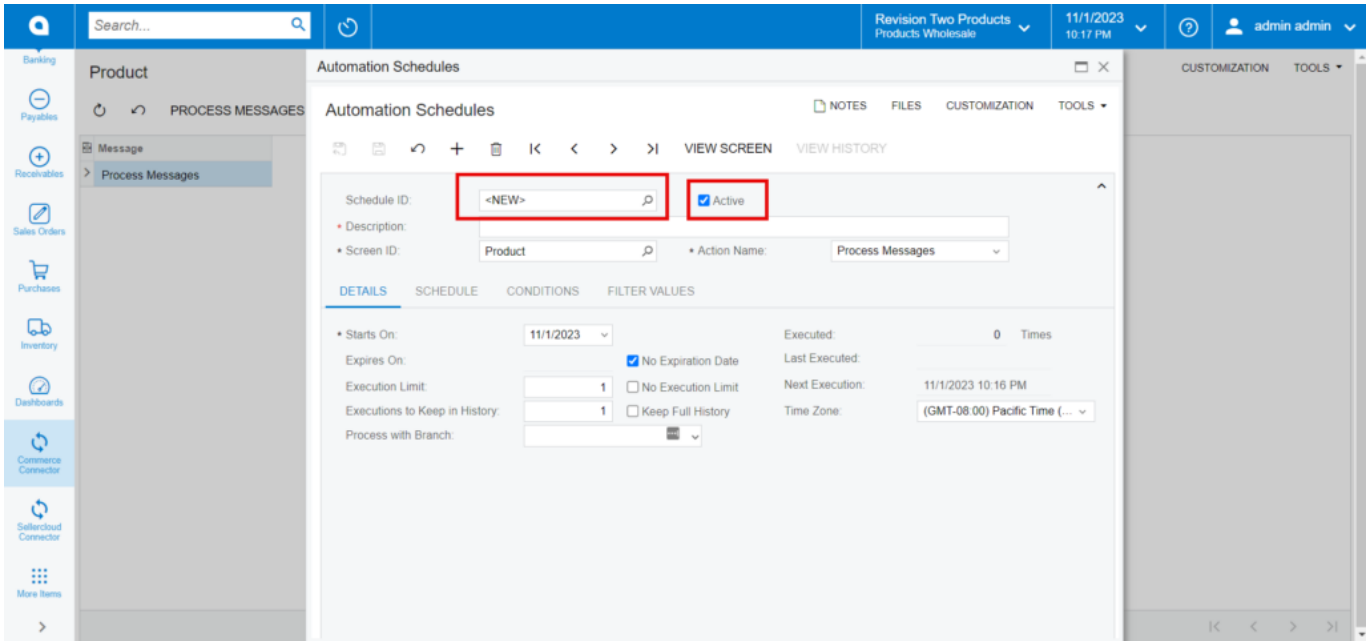 Search...
Revision Two Products
Products Wholesale
11/1/2023
10:17 PM
admin admin
Banking
Payables
Receivables
Sales Orders
Purchases
Inventory
Dashboards
Commerce
Connector
Sellercloud
Connector
More Items
Product
PROCESS MESSAGES
Message
Process Messages
CUSTOMIZATION TOOLS
Automation Schedules
Automation Schedules
NOTES FILES CUSTOMIZATION TOOLS
VIEW SCREEN VIEW HISTORY
Schedule ID: <NEW> Active
* Description:
* Screen ID: Product * Action Name: Process Messages
DETAILS SCHEDULE CONDITIONS FILTER VALUES
* Starts On: 11/1/2023 Executed: 0 Times
Expires On: No Expiration Date Last Executed:
Execution Limit: 1 No Execution Limit Next Execution: 11/1/2023 10:16 PM
Executions to Keep in History: 1 Keep Full History Time Zone: (GMT-08:00) Pacific Time (...
Process with Branch: